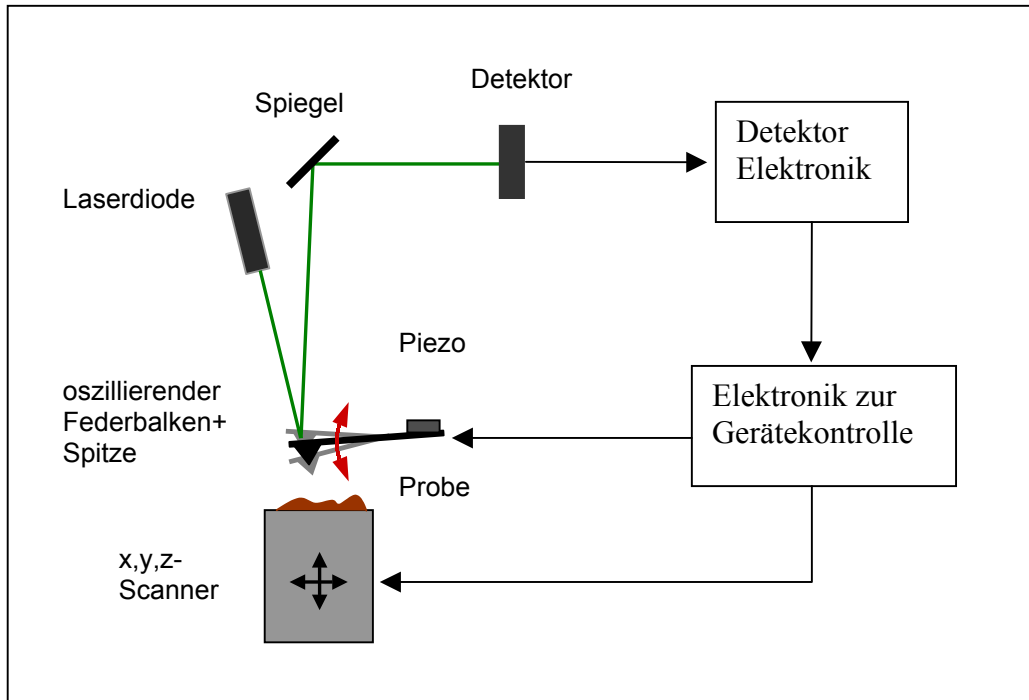 Detektor
Spiegel
Detektor
Elektronik
Laserdiode
Piezo
oszillierender
Federbalken+
Spitze
Elektronik zur
Gerätekontrolle
Probe
x,y,z-
Scanner